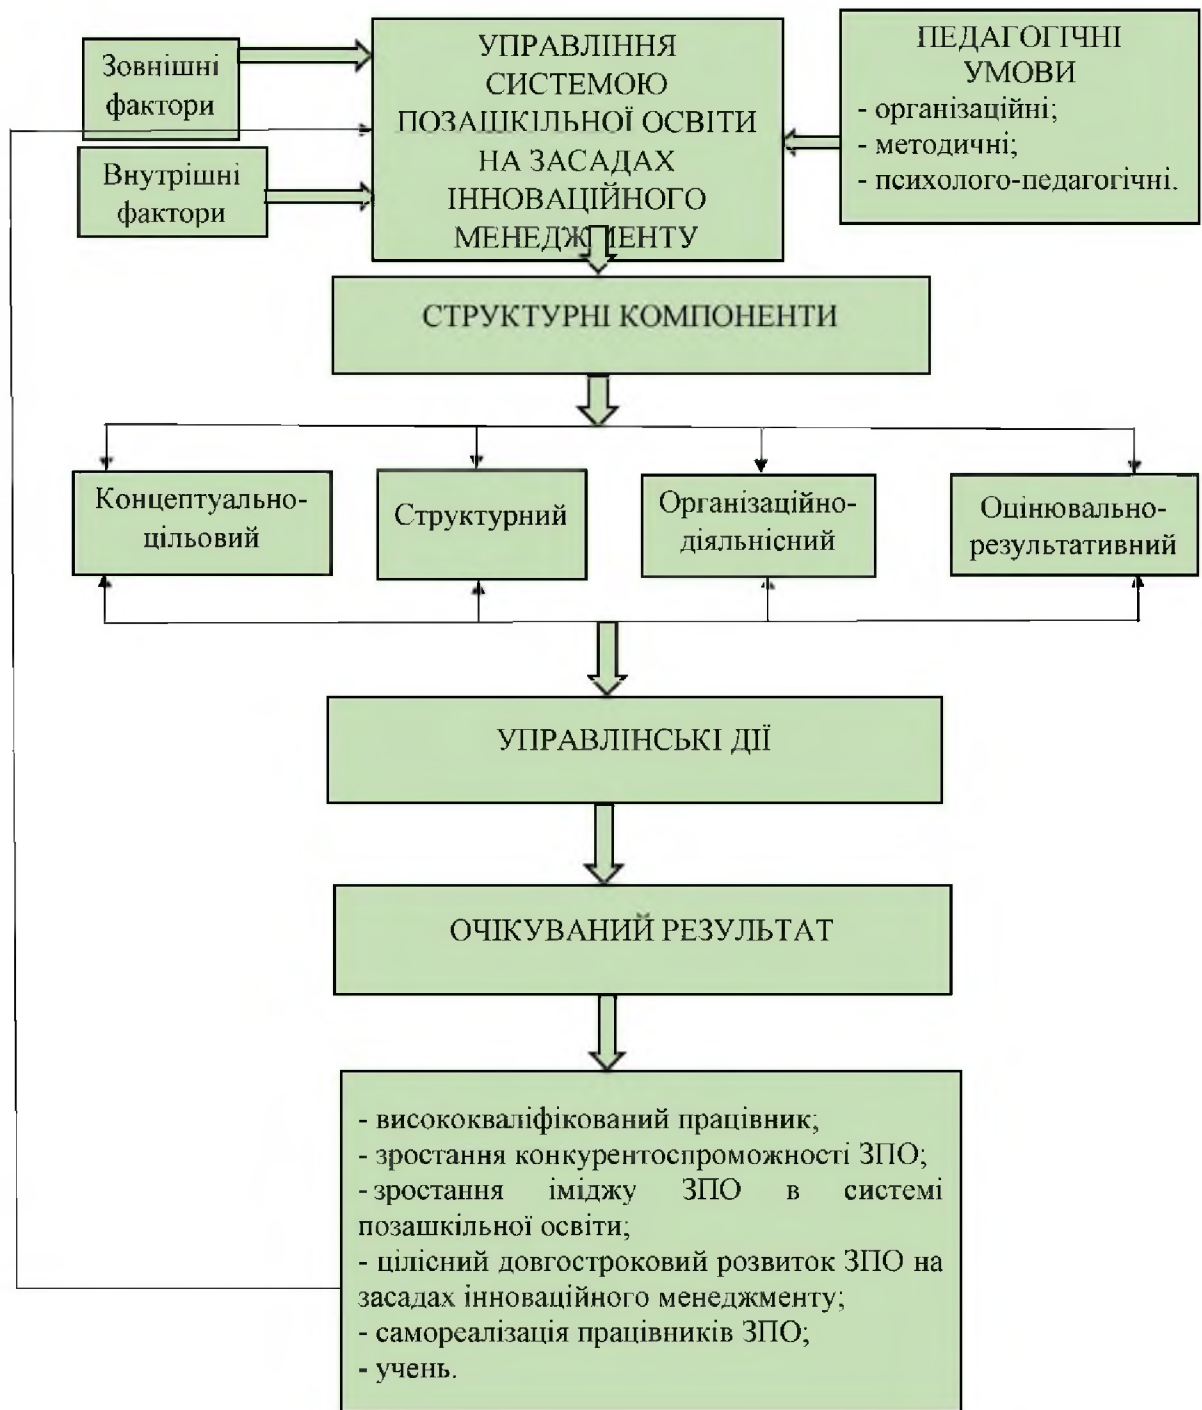 Зовнішні
фактори
Внутрішні
фактори
УПРАВЛІННЯ
СИСТЕМОЮ
ПОЗАШКІЛЬНОЇ ОСВІТИ
НА ЗАСАДАХ
ІННОВАЦІЙНОГО
МЕНЕДЖМЕНТУ
ПЕДАГОГІЧНІ
УМОВИ
- організаційні;
- методичні;
- психолого-педагогічні.
СТРУКТУРНІ КОМПОНЕНТИ
Концептуально-
цільовий
Структурний
Організаційно-
діяльнісний
Оцінювально-
результативний
УПРАВЛІНСЬКІ ДІЇ
ОЧІКУВАНИЙ РЕЗУЛЬТАТ
- висококваліфікований працівник;
- зростання конкурентоспроможності ЗПО;
- зростання іміджу ЗПО в системі
позашкільної освіти;
- цілісний довгостроковий розвиток ЗПО на
засадах інноваційного менеджменту;
- самореалізація працівників ЗПО;
- учень.